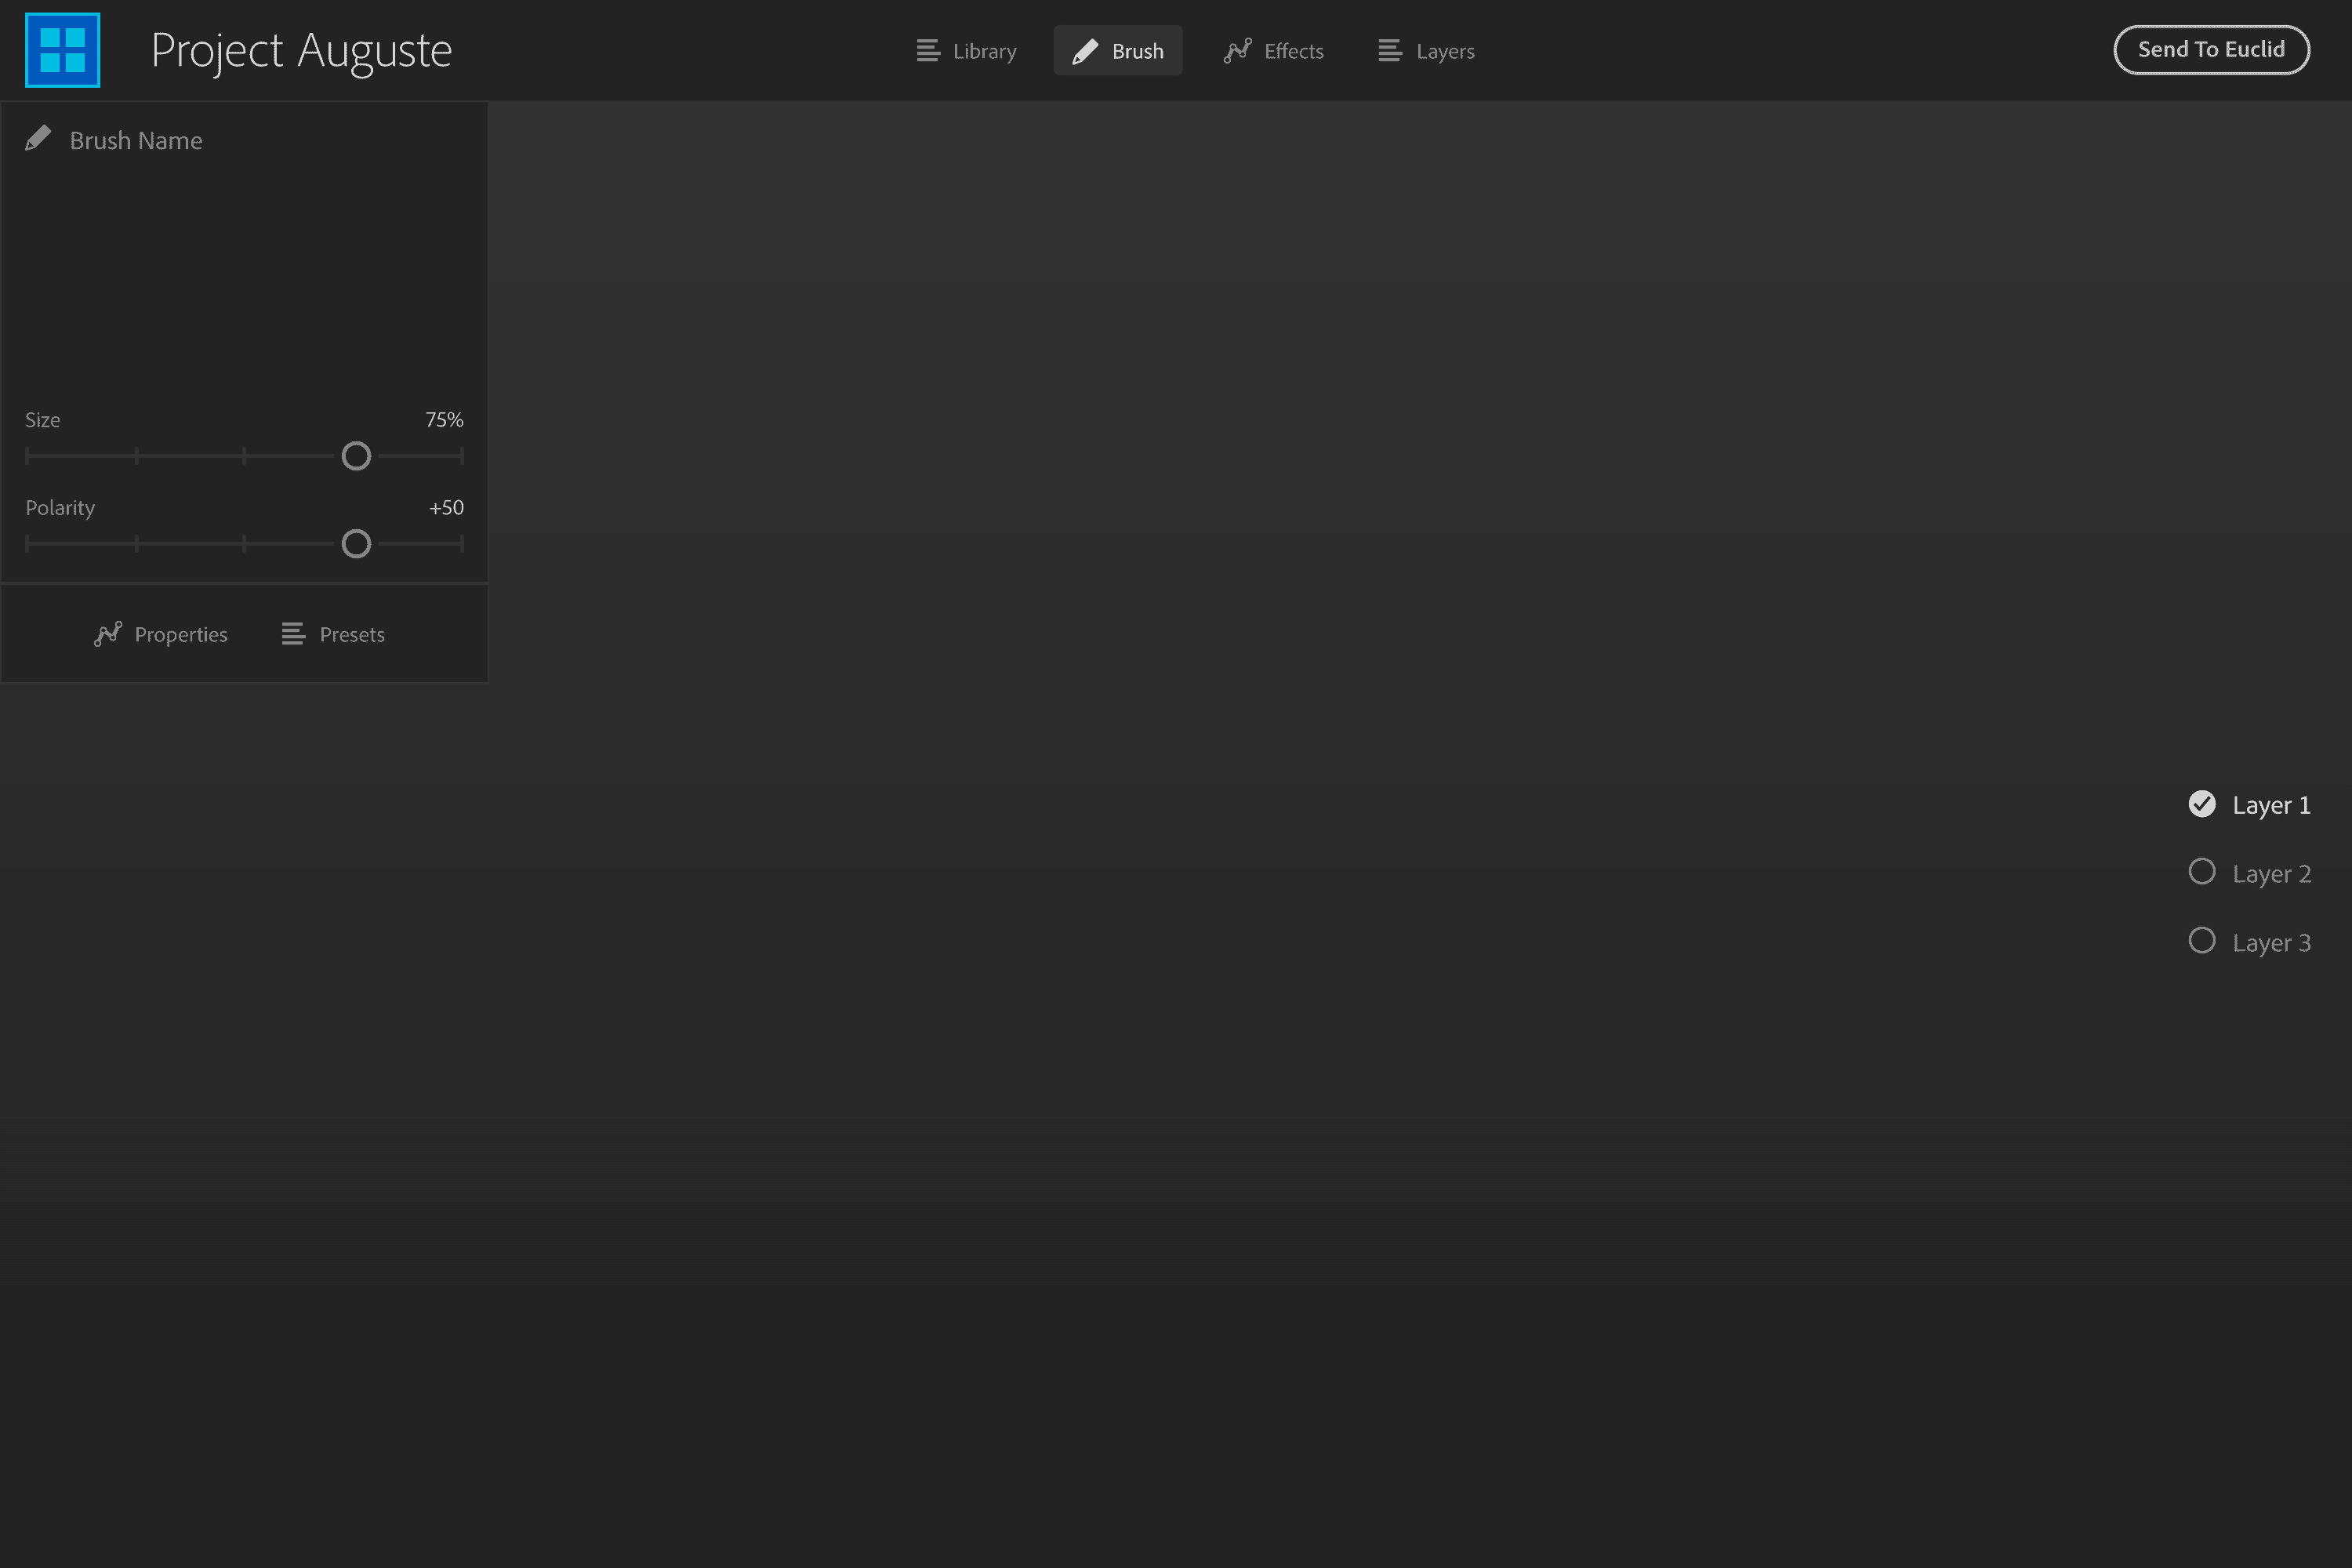 Project Auguste
Library
Brush
Effects
Layers
Send To Euclid
Brush Name
Size
75%
Polarity
+50
Properties
Presets
Layer 1
Layer 2
Layer 3